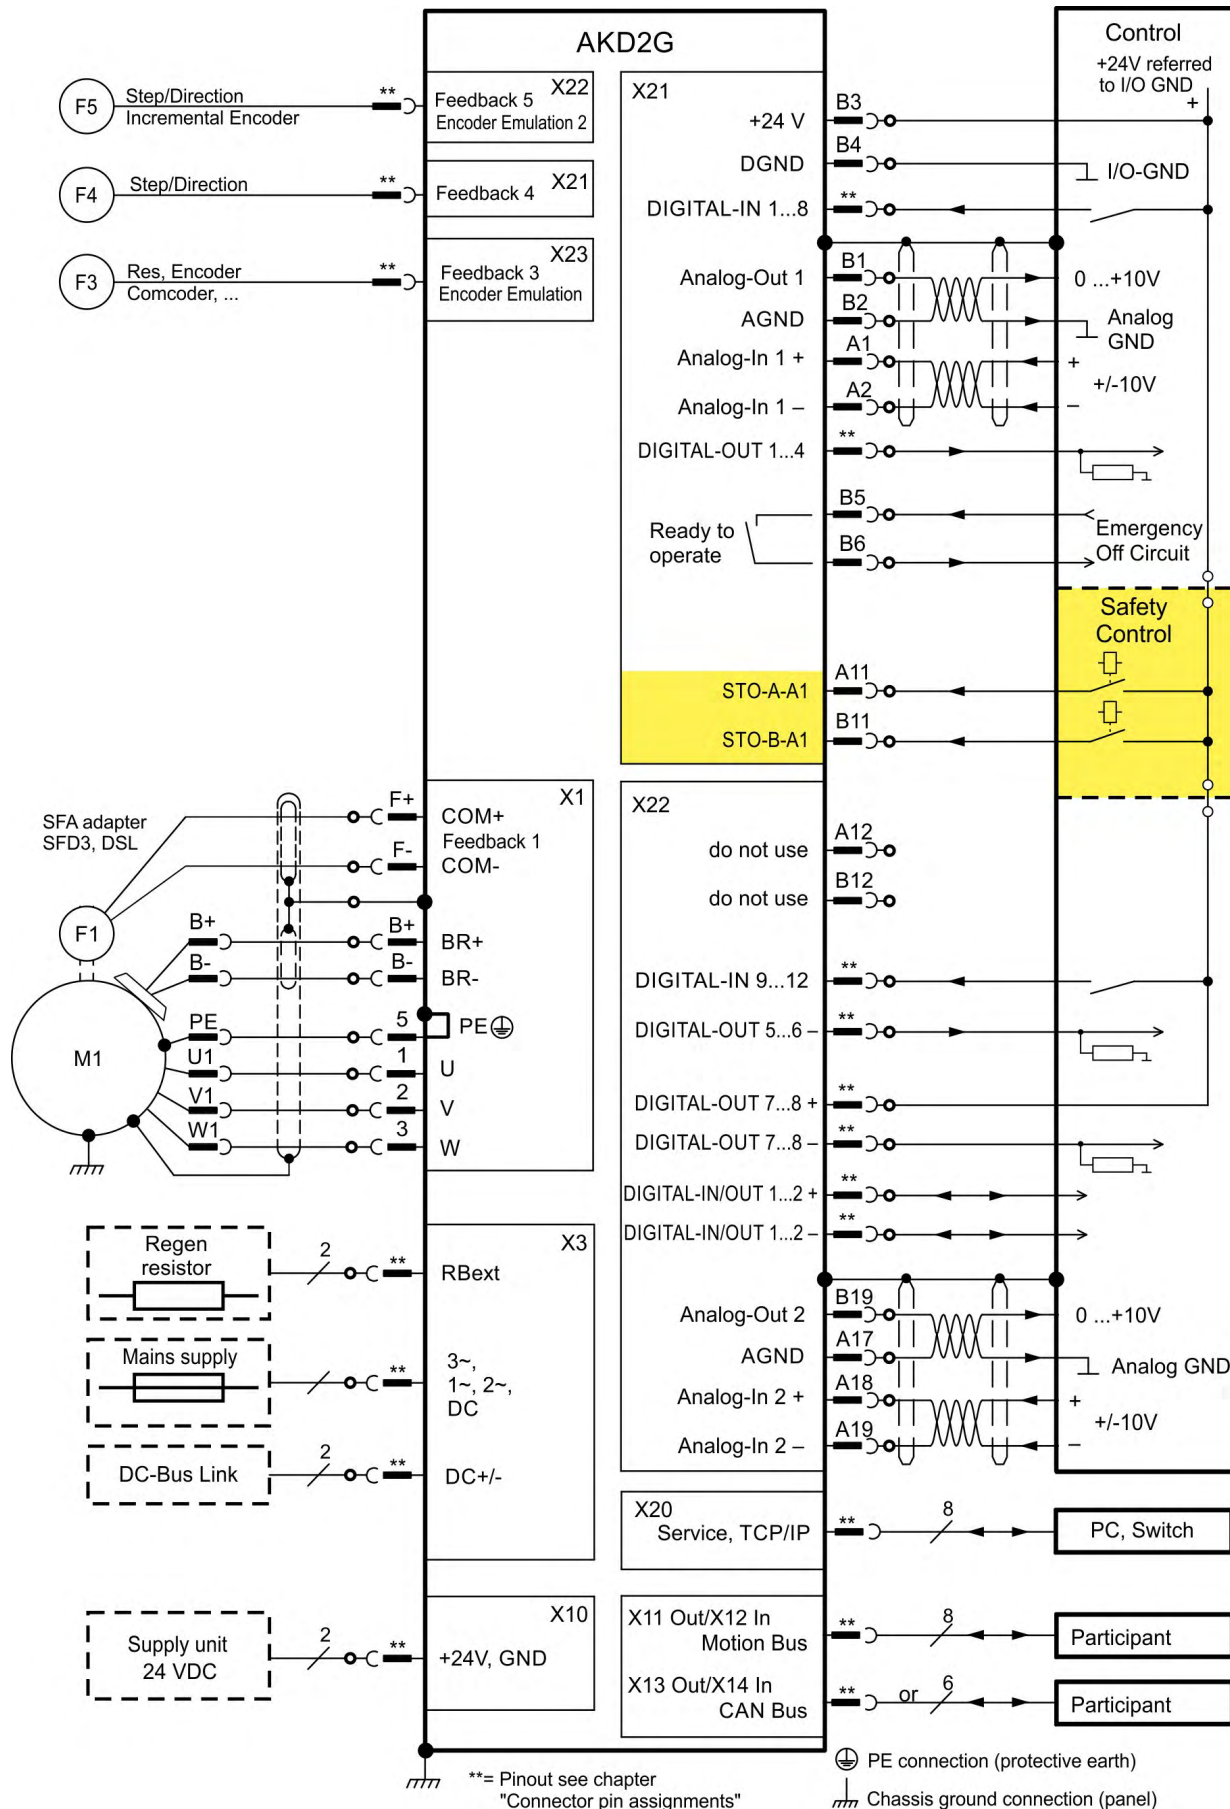 AKD2G
Control
+24V referred
to I/O GND
+
F5
Step/Direction
Incremental Encoder
**
X22
Feedback 5
Encoder Emulation 2
F4
Step/Direction
**
X21
Feedback 4
F3
Res, Encoder
Comcoder, ...
**
X23
Feedback 3
Encoder Emulation
X21
+24 V
B3
DGND
B4
I/O-GND
DIGITAL-IN 1...8
**
Analog-Out 1
B1
0 ...+10V
AGND
B2
Analog
GND
Analog-In 1 +
A1
+
+/-10V
Analog-In 1 –
A2
–
DIGITAL-OUT 1...4
**
Ready to
operate
B5
B6
Emergency
Off Circuit
Safety
Control
STO-A-A1
A11
STO-B-A1
B11
SFA adapter
SFD3, DSL
F1
M1
X1
F+
COM+
Feedback 1
F-
COM-
B+
B+
BR+
B-
B-
BR-
PE
5
PE
U1
1
U
V1
2
V
W1
3
W
X22
do not use
A12
do not use
B12
DIGITAL-IN 9...12
**
DIGITAL-OUT 5...6 –
**
DIGITAL-OUT 7...8 +
**
DIGITAL-OUT 7...8 –
**
DIGITAL-IN/OUT 1...2 +
**
DIGITAL-IN/OUT 1...2 –
**
Analog-Out 2
B19
0 ...+10V
AGND
A17
Analog GND
Analog-In 2 +
A18
+
+/-10V
Analog-In 2 –
A19
–
Regen
resistor
2
**
X3
RBext
Mains supply
**
3~,
1~, 2~,
DC
DC-Bus Link
2
**
DC+/-
Supply unit
24 VDC
2
**
X10
+24V, GND
X20
Service, TCP/IP
**
8
PC, Switch
X11 Out/X12 In
Motion Bus
**
8
Participant
X13 Out/X14 In
CAN Bus
**
or
6
Participant
**= Pinout see chapter
"Connector pin assignments"
PE connection (protective earth)
Chassis ground connection (panel)